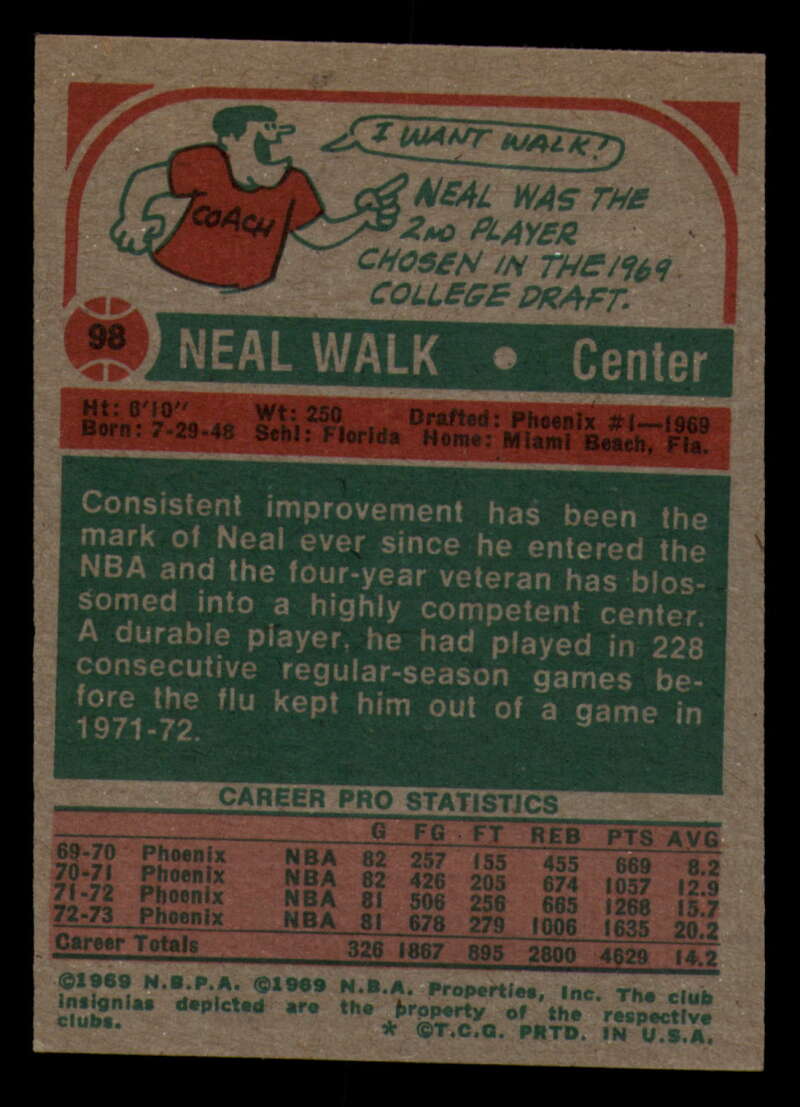 I WANT WALK!
NEAL WAS THE
2ND PLAYER
CHOSEN IN THE 1969
COLLEGE DRAFT.
COACH
98 NEAL WALK • Center
Ht: 6'10" Wt: 250 Drafted: Phoenix #1—1969
Born: 7-29-48 Schl: Florida Home: Miami Beach, Fla.
Consistent improvement has been the
mark of Neal ever since he entered the
NBA and the four-year veteran has blos-
somed into a highly competent center.
A durable player, he had played in 228
consecutive regular-season games be-
fore the flu kept him out of a game in
1971-72.
CAREER PRO STATISTICS
G FG FT REB PTS AVG
69-70 Phoenix NBA 82 257 155 455 669 8.2
70-71 Phoenix NBA 82 426 205 674 1057 12.9
71-72 Phoenix NBA 81 506 256 665 1268 15.7
72-73 Phoenix NBA 81 678 279 1006 1635 20.2
Career Totals 326 1867 895 2800 4629 14.2
©1969 N.B.P.A. ©1969 N.B.A. Properties, Inc. The club
insignias depicted are the property of the respective
clubs. * ©T.C.G. PRTD. IN U.S.A.